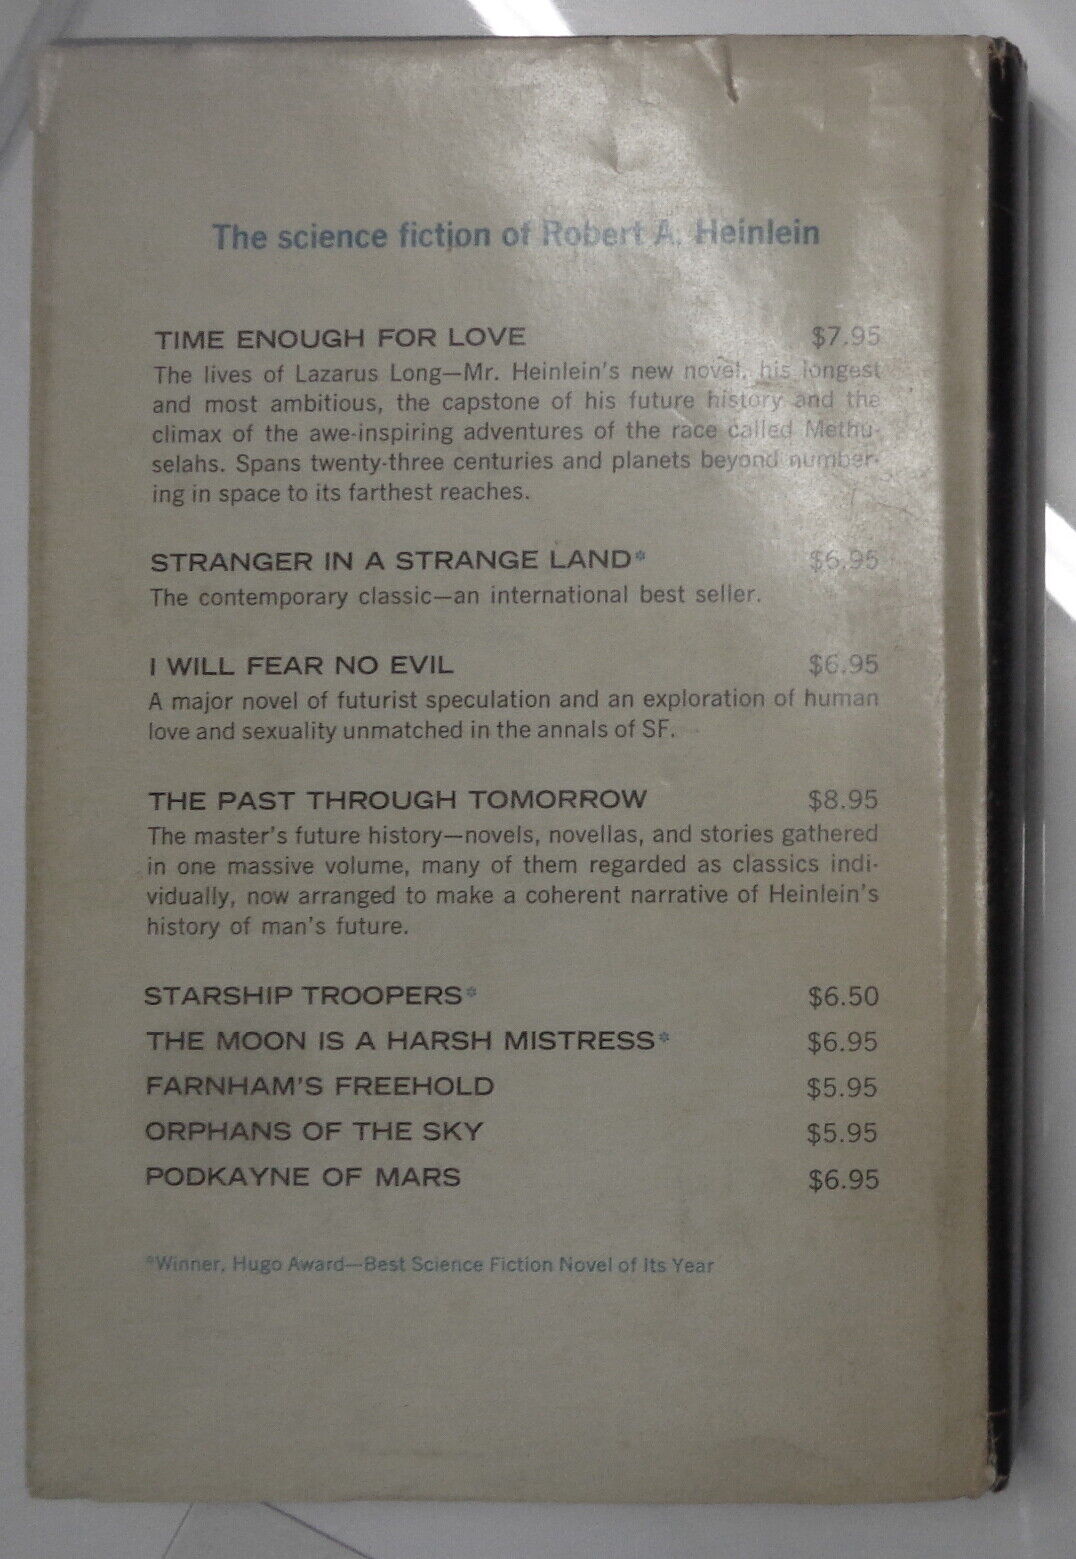 The science fiction of Robert A. Heinlein
TIME ENOUGH FOR LOVE $7.95
The lives of Lazarus Long—Mr. Heinlein's new novel, his longest
and most ambitious, the capstone of his future history and the
climax of the awe-inspiring adventures of the race called Methu-
selahs. Spans twenty-three centuries and planets beyond number-
ing in space to its farthest reaches.
STRANGER IN A STRANGE LAND* $6.95
The contemporary classic—an international best seller.
I WILL FEAR NO EVIL $6.95
A major novel of futurist speculation and an exploration of human
love and sexuality unmatched in the annals of SF.
THE PAST THROUGH TOMORROW $8.95
The master's future history—novels, novellas, and stories gathered
in one massive volume, many of them regarded as classics indi-
vidually, now arranged to make a coherent narrative of Heinlein's
history of man's future.
STARSHIP TROOPERS* $6.50
THE MOON IS A HARSH MISTRESS* $6.95
FARNHAM'S FREEHOLD $5.95
ORPHANS OF THE SKY $5.95
PODKAYNE OF MARS $6.95
*Winner, Hugo Award—Best Science Fiction Novel of Its Year